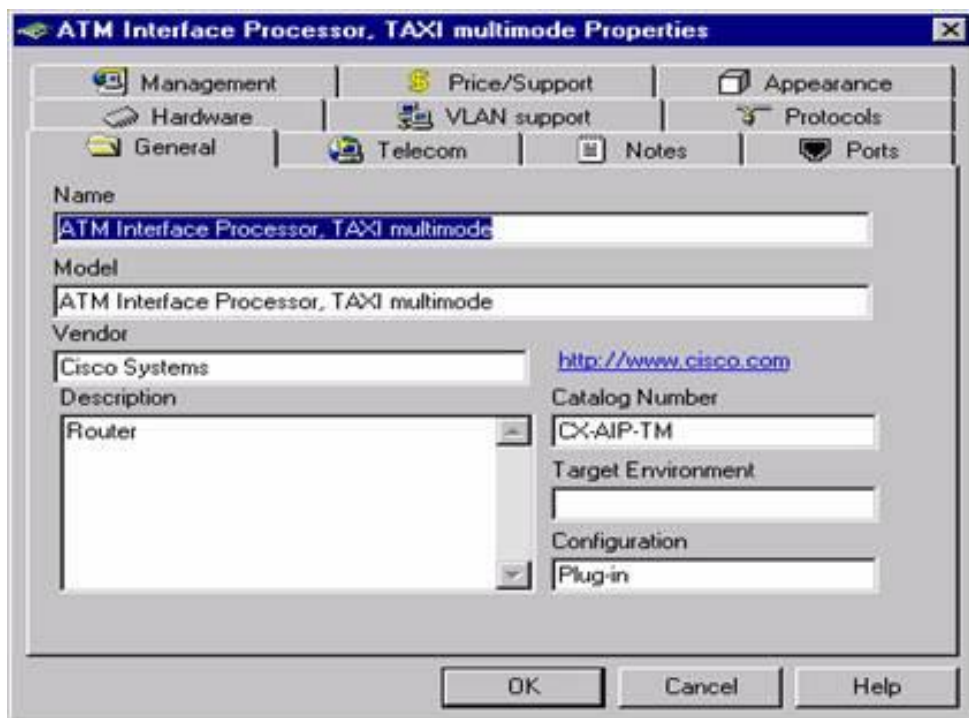 ATM Interface Processor, TAXI multimode Properties
Management Price/Support Appearance
Hardware VLAN support Protocols
General Telecom Notes Ports
Name
ATM Interface Processor, TAXI multimode
Model
ATM Interface Processor, TAXI multimode
Vendor
Cisco Systems
http://www.cisco.com
Description
Router
Catalog Number
CX-AIP-TM
Target Environment
Configuration
Plug-in
OK Cancel Help